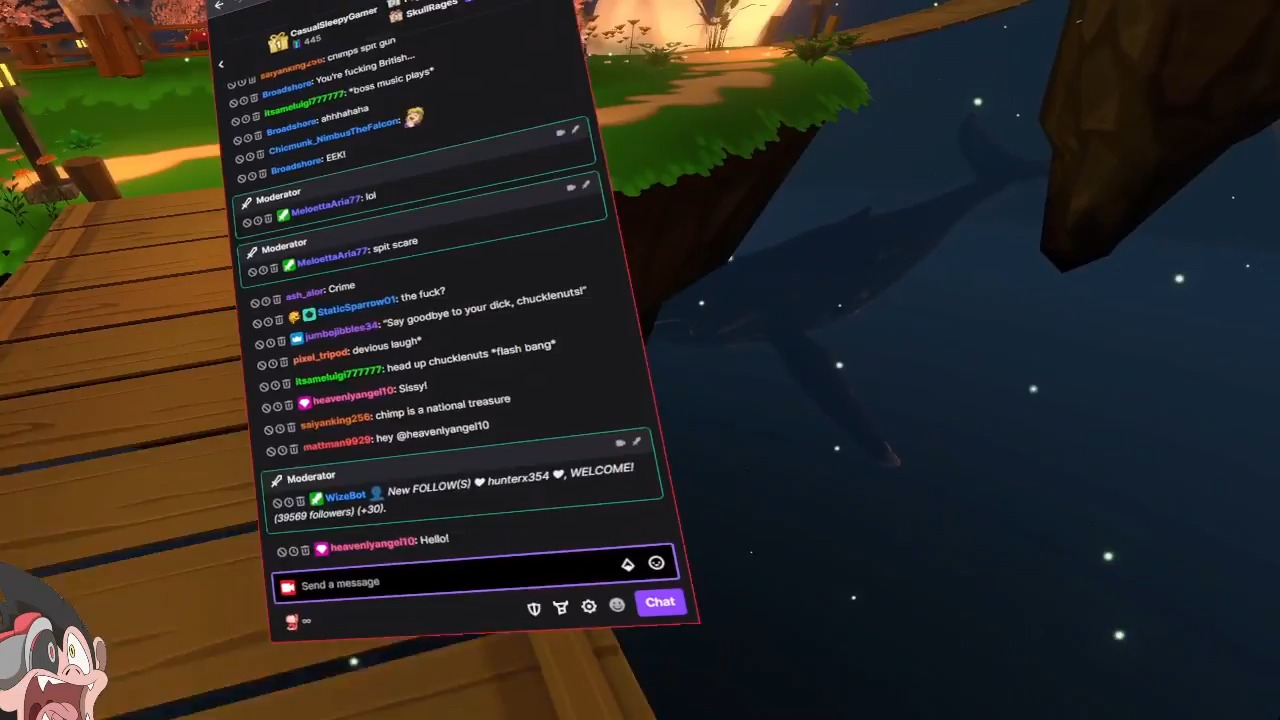 CasualSleepyGamer
SkullRages
445
saiyanking256: chimps spit gun
Broadshore: You're fucking British...
itsameluigi777777: *boss music plays*
Broadshore: ahhhahaha
Chicmunk_NimbusTheFalcon:
Broadshore: EEK!
Moderator
MeloettaAria77: lol
Moderator
MeloettaAria77: spit scare
ash_alor: Crime
StaticSparrow01: the fuck?
jumbojibbles34: "Say goodbye to your dick, chucklenuts!"
pixel_tripod: devious laugh*
itsameluigi777777: head up chucklenuts *flash bang*
heavenlyangel10: Sissy!
saiyanking256: chimp is a national treasure
mattman9929: hey @heavenlyangel10
Moderator
WizeBot New FOLLOW(S) ♥ hunterx354 ♥, WELCOME!
(39569 followers) (+30).
heavenlyangel10: Hello!
Send a message
∞
Chat